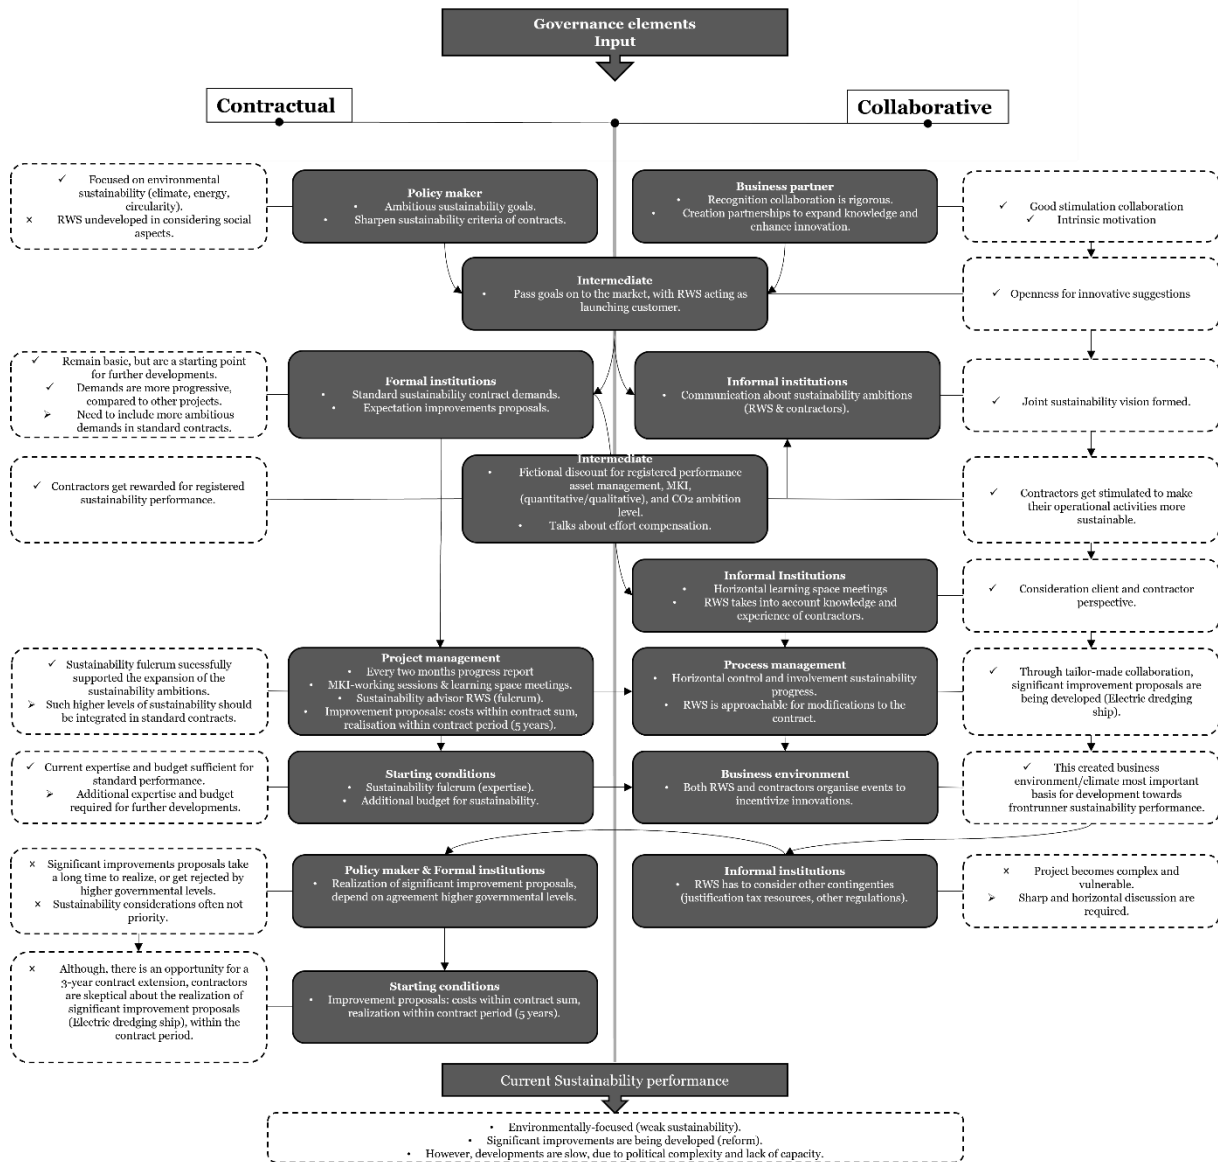 Governance elements
Input
Contractual
Collaborative
✓ Focused on environmental
sustainability (climate, energy,
circularity).
× RWS undeveloped in considering social
aspects.
Policy maker
• Ambitious sustainability goals.
• Sharpen sustainability criteria of contracts.
Business partner
• Recognition collaboration is rigorous.
• Creation partnerships to expand knowledge and
enhance innovation.
✓ Good stimulation collaboration
✓ Intrinsic motivation
Intermediate
• Pass goals on to the market, with RWS acting as
launching customer.
✓ Openness for innovative suggestions
✓ Remain basic, but are a starting point
for further developments.
✓ Demands are more progressive,
compared to other projects.
➢ Need to include more ambitious
demands in standard contracts.
Formal institutions
• Standard sustainability contract demands.
• Expectation improvements proposals.
Informal institutions
• Communication about sustainability ambitions
(RWS & contractors).
✓ Joint sustainability vision formed.
✓ Contractors get rewarded for registered
sustainability performance.
Intermediate
• Fictional discount for registered performance
asset management, MKI,
(quantitative/qualitative), and CO2 ambition
level.
• Talks about effort compensation.
✓ Contractors get stimulated to make
their operational activities more
sustainable.
Informal Institutions
• Horizontal learning space meetings
• RWS takes into account knowledge and
experience of contractors.
✓ Consideration client and contractor
perspective.
✓ Sustainability fulcrum sucessfully
supported the expansion of the
sustainability ambitions.
➢ Such higher levels of sustainability should
be integrated in standard contracts.
Project management
• Every two months progress report
• MKI-working sessions & learning space meetings.
• Sustainability advisor RWS (fulcrum).
• Improvement proposals: costs within contract sum,
realisation within contract period (5 years).
Process management
• Horizontal control and involvement sustainability
progress.
• RWS is approachable for modifications to the
contract.
✓ Through tailor-made collaboration,
significant improvement proposals are
being developed (Electric dredging
ship).
✓ Current expertise and budget sufficient for
standard performance.
➢ Additional expertise and budget
required for further developments.
Starting conditions
• Sustainability fulcrum (expertise).
• Additional budget for sustainability.
Business environment
• Both RWS and contractors organise events to
incentivize innovations.
✓ This created business
environment/climate most important
basis for development towards
frontrunner sustainability performance.
× Significant improvements proposals take
a long time to realize, or get rejected by
higher governmental levels.
× Sustainability considerations often not
priority.
Policy maker & Formal institutions
• Realization of significant improvement proposals,
depend on agreement higher governmental levels.
Informal institutions
• RWS has to consider other contingencies
(justification tax resources, other regulations).
× Project becomes complex and
vulnerable.
➢ Sharp and horizontal discussion are
required.
× Although, there is an opportunity for a
3-year contract extension, contractors
are skeptical about the realization of
significant improvement proposals
(Electric dredging ship), within the
contract period.
Starting conditions
• Improvement proposals: costs within contract sum,
realization within contract period (5 years).
Current Sustainability performance
• Environmentally-focused (weak sustainability).
• Significant improvements are being developed (reform).
• However, developments are slow, due to political complexity and lack of capacity.